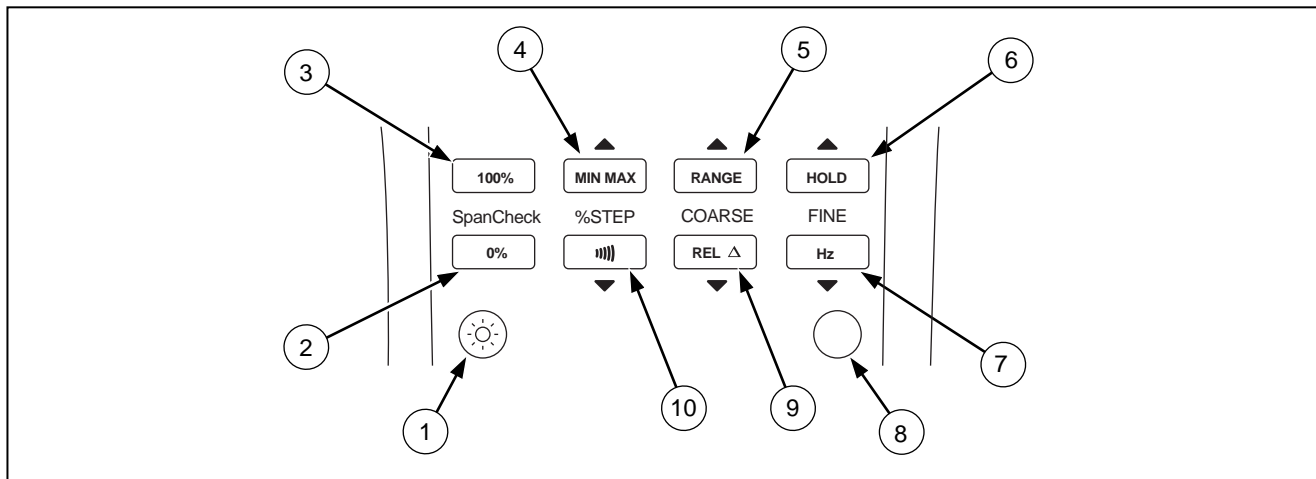 4 5
3 6
100% MIN MAX RANGE HOLD
SpanCheck %STEP COARSE FINE
0% REL Δ Hz
2 7
1 10 9 8